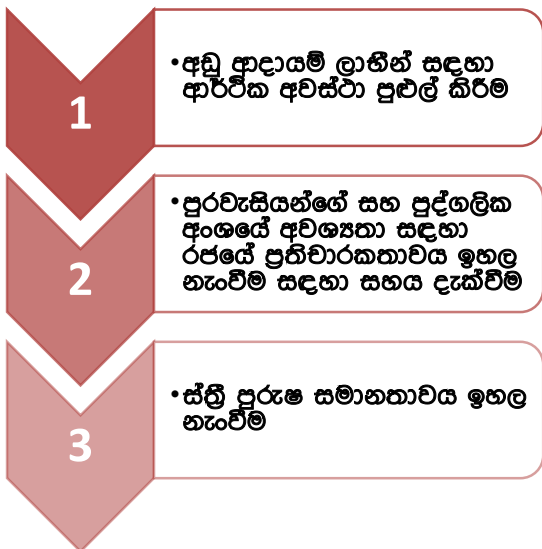 1
•අඩු ආදායම් ලාභීන් සඳහා
ආර්ථික අවස්ථා පුළුල් කිරීම
2
•පුරවැසියන්ගේ සහ පුද්ගලික
අංශයේ අවශ්‍යතා සඳහා
රජයේ ප්‍රතිචාරකතාවය ඉහල
නැංවීම සඳහා සහය දැක්වීම
3
•ස්ත්‍රී පුරුෂ සමානතාවය ඉහල
නැංවීම